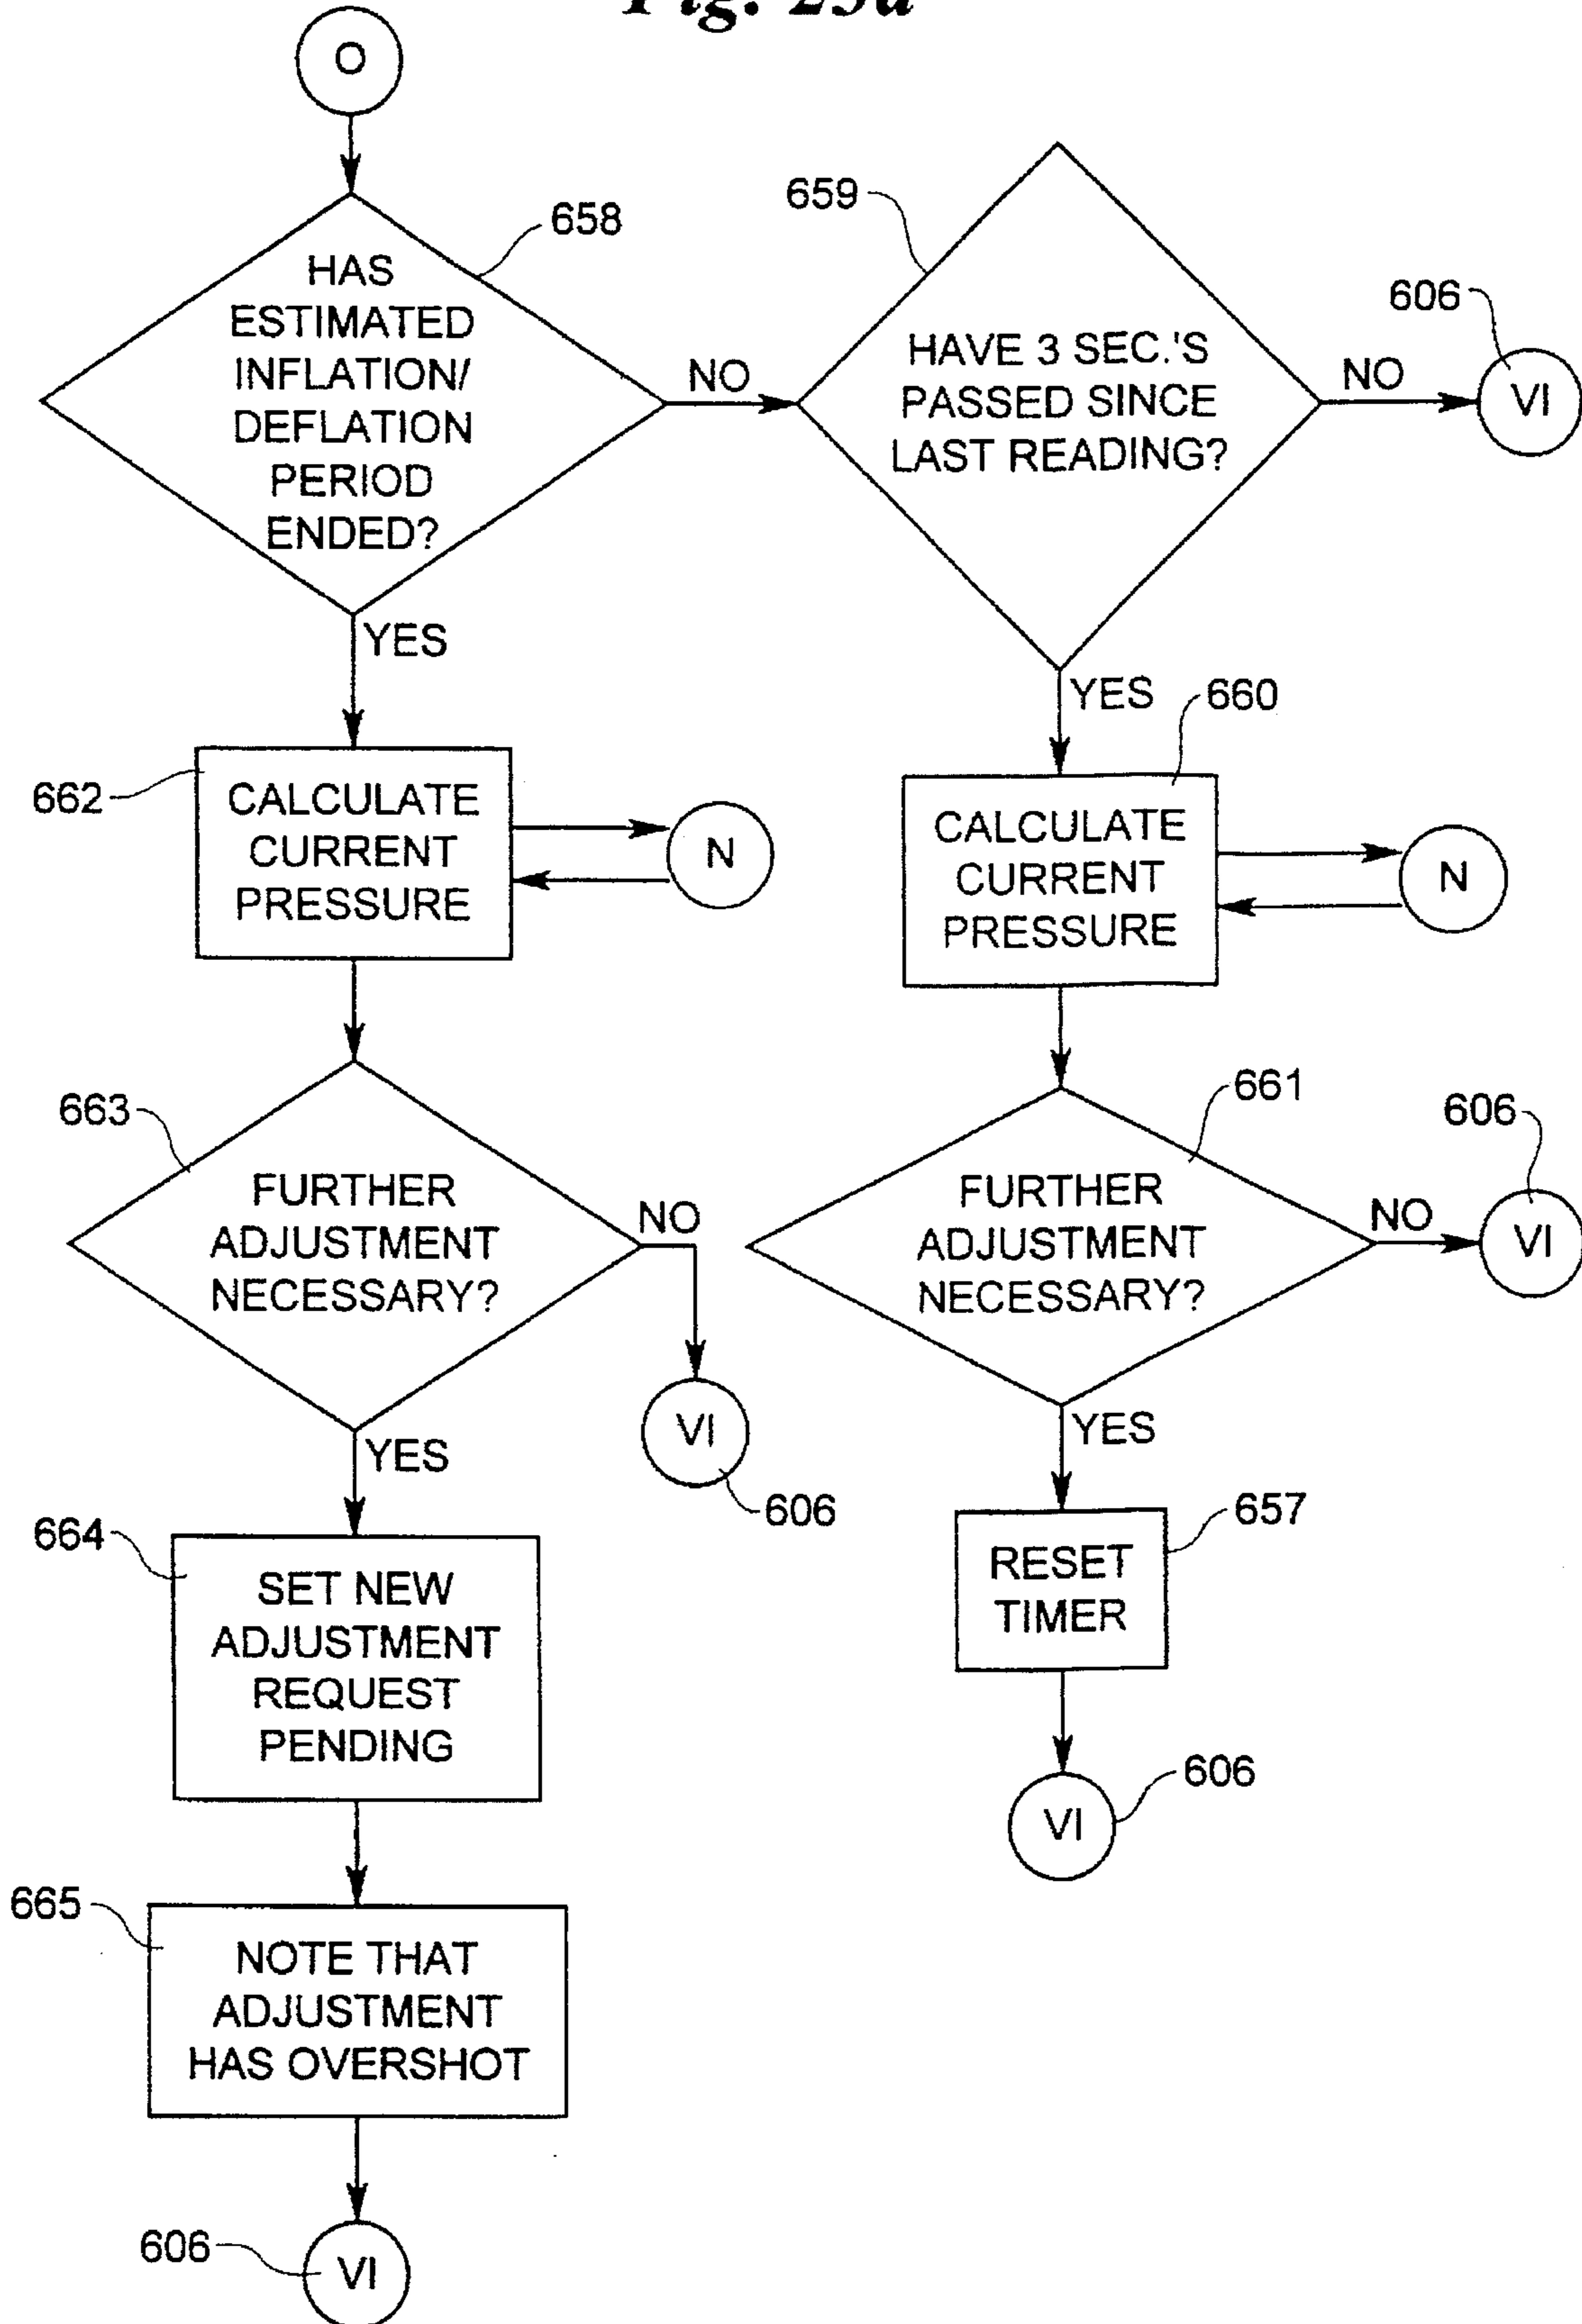 O
658
HAS
ESTIMATED
INFLATION/
DEFLATION
PERIOD
ENDED?
NO
YES
659
HAVE 3 SEC.'S
PASSED SINCE
LAST READING?
NO
606
VI
YES
662
CALCULATE
CURRENT
PRESSURE
N
660
CALCULATE
CURRENT
PRESSURE
N
663
FURTHER
ADJUSTMENT
NECESSARY?
NO
VI
606
YES
661
FURTHER
ADJUSTMENT
NECESSARY?
NO
606
VI
YES
664
SET NEW
ADJUSTMENT
REQUEST
PENDING
657
RESET
TIMER
606
VI
665
NOTE THAT
ADJUSTMENT
HAS OVERSHOT
606
VI